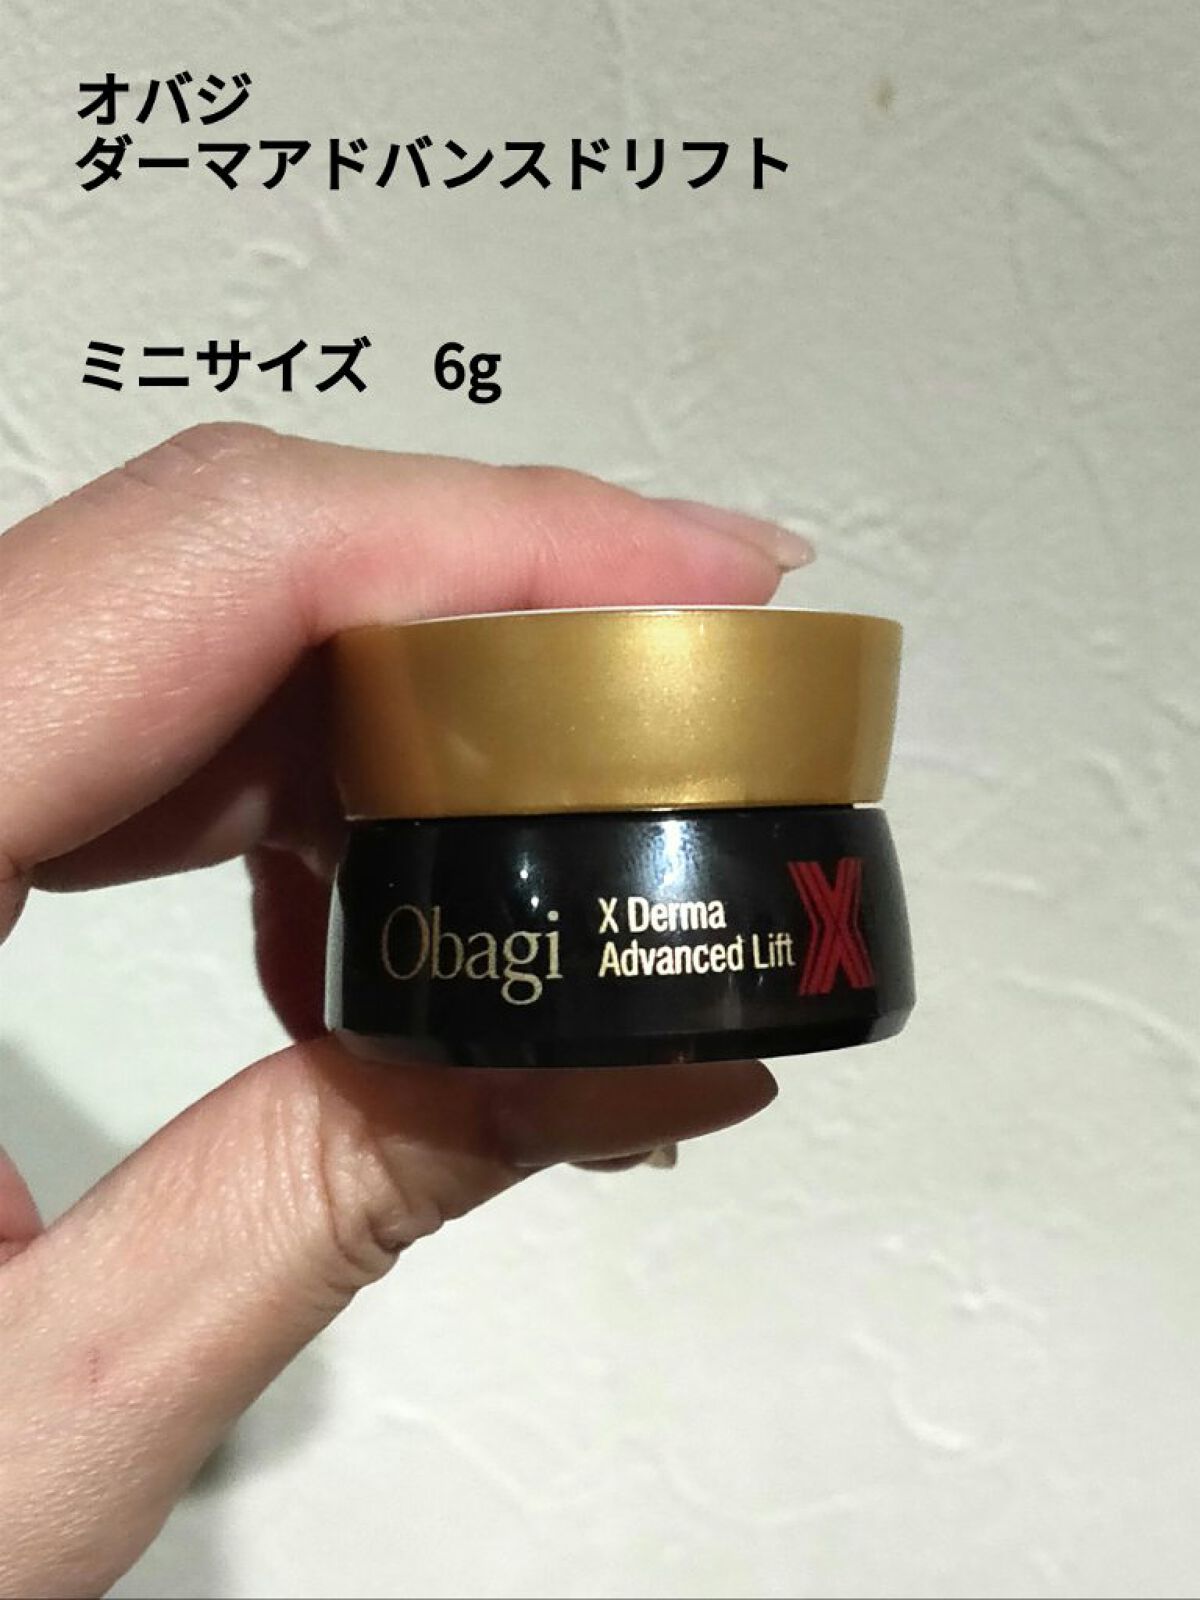 オバジ
ダーマアドバンスドリフト
ミニサイズ　6g
Obagi
X Derma
Advanced Lift
X